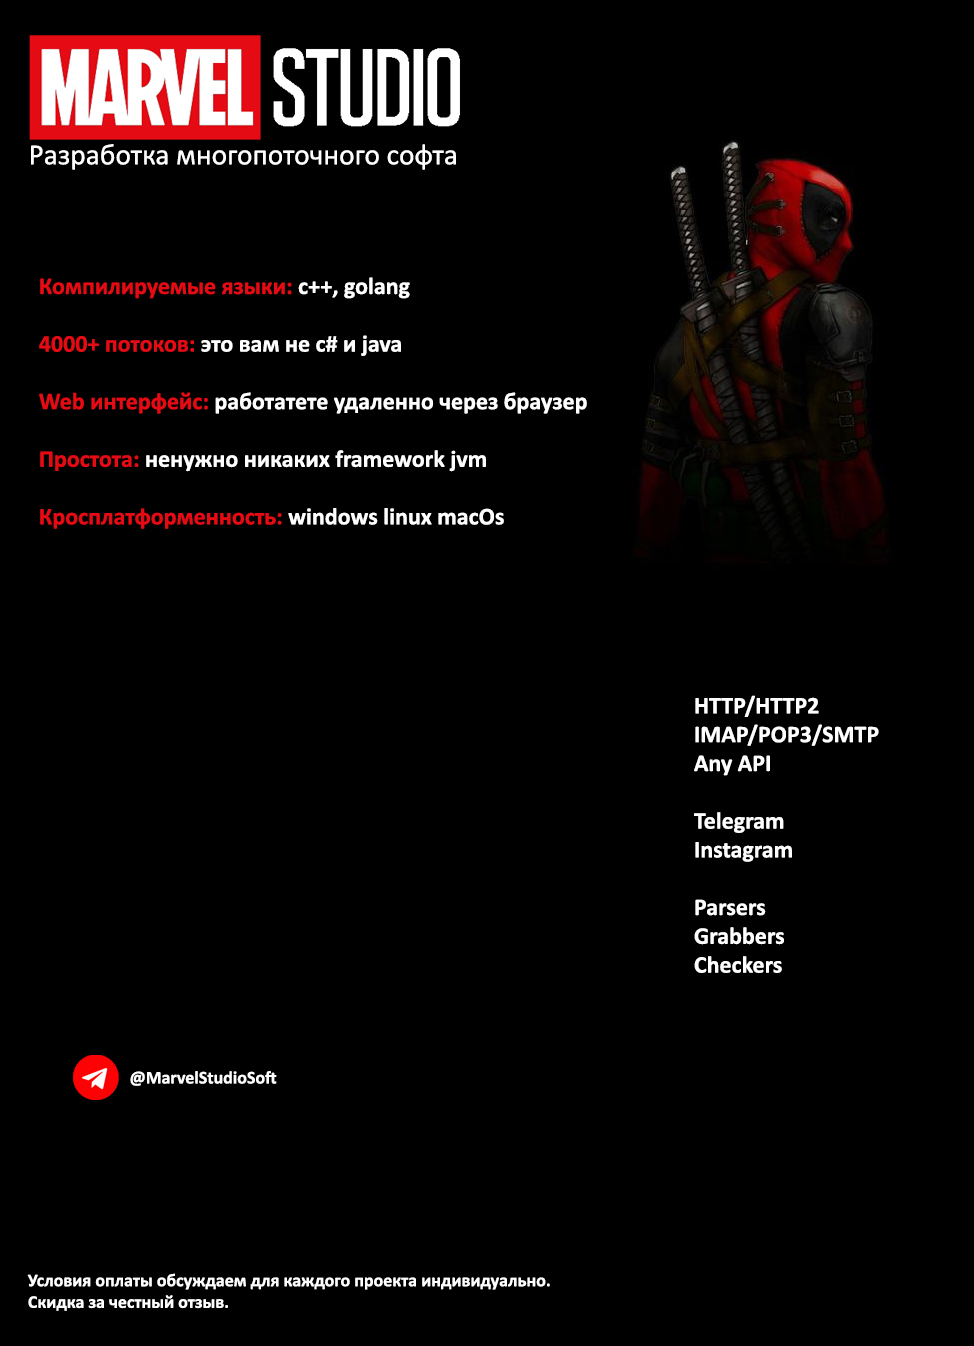 MARVEL STUDIO
Разработка многопоточного софта
Компилируемые языки: c++, golang
4000+ потоков: это вам не c# и java
Web интерфейс: работатете удаленно через браузер
Простота: ненужно никаких framework jvm
Кросплатформенность: windows linux macOs
HTTP/HTTP2
IMAP/POP3/SMTP
Any API
Telegram
Instagram
Parsers
Grabbers
Checkers
@MarvelStudioSoft
Условия оплаты обсуждаем для каждого проекта индивидуально.
Скидка за честный отзыв.